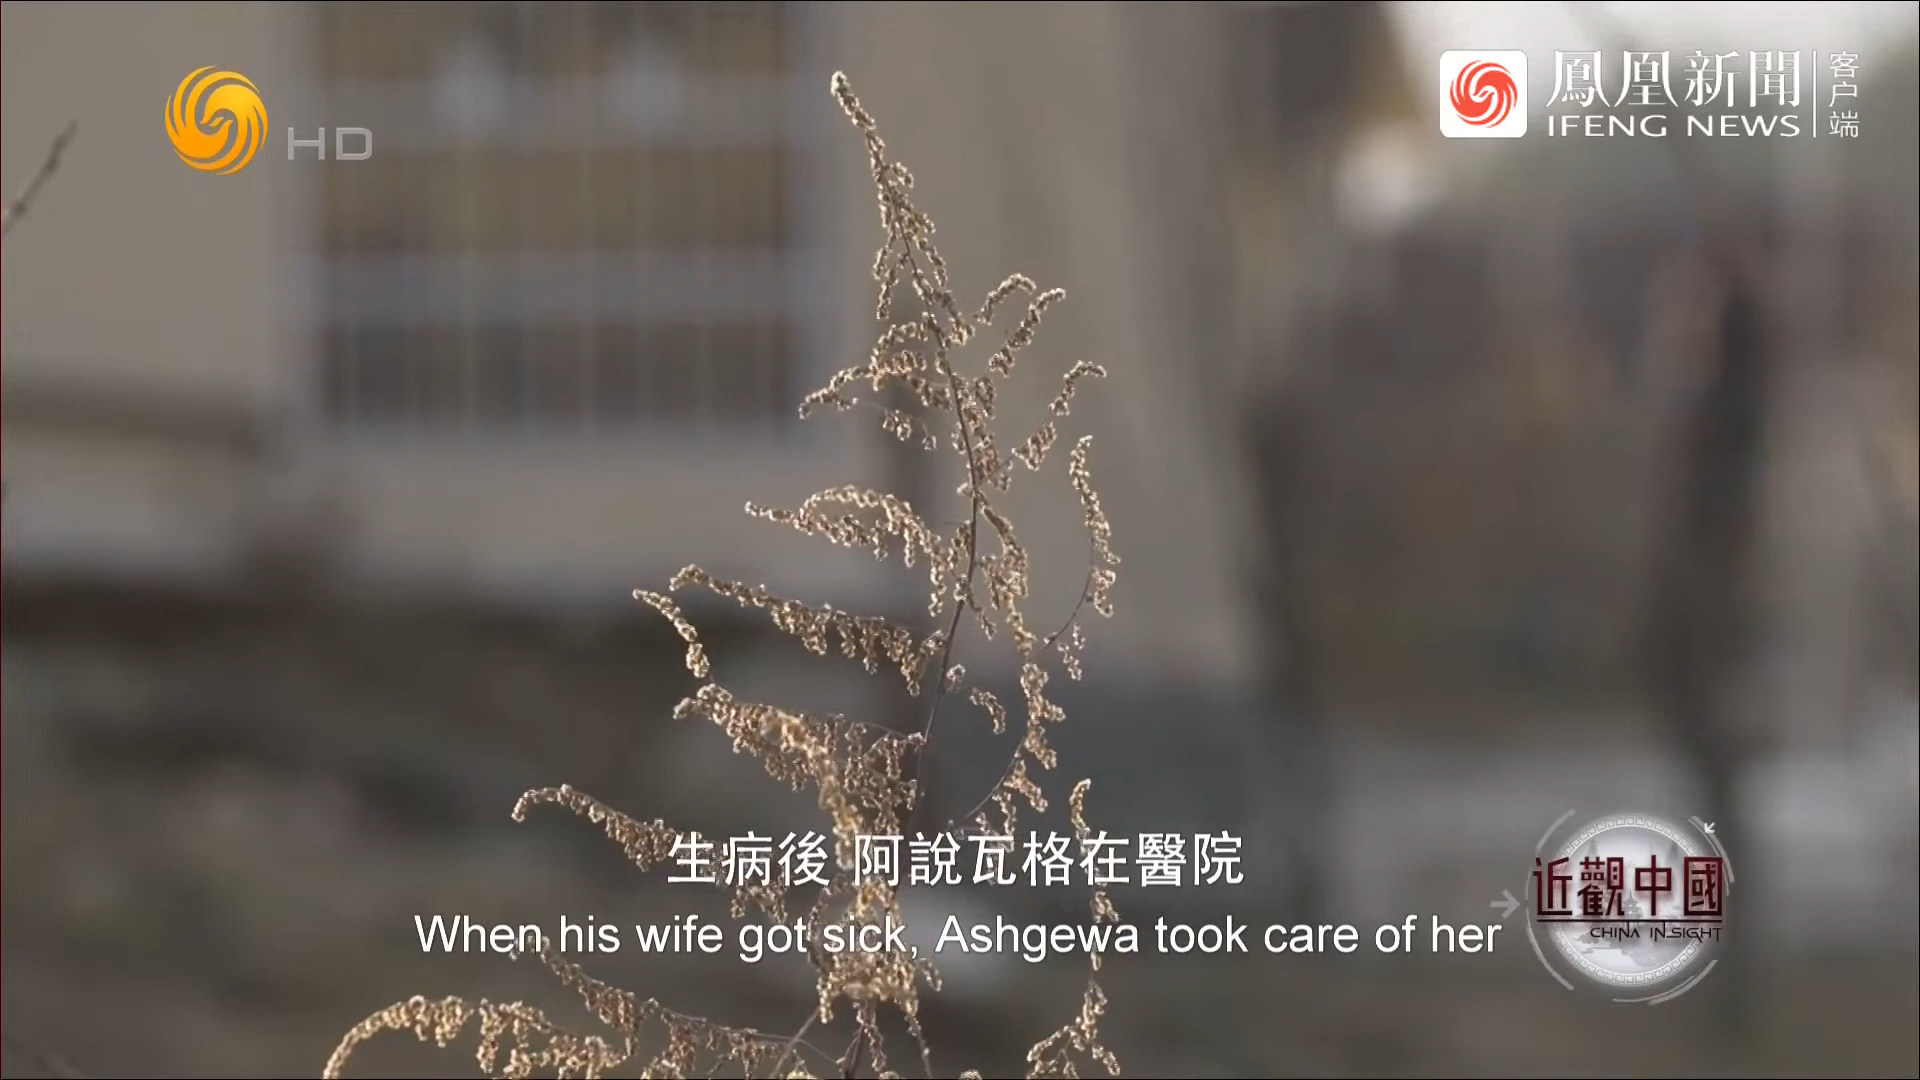 HD
鳳凰新聞
IFENG NEWS
客户端
生病後 阿說瓦格在醫院
When his wife got sick, Ashgewa took care of her
近觀中國
CHINA INSIGHT